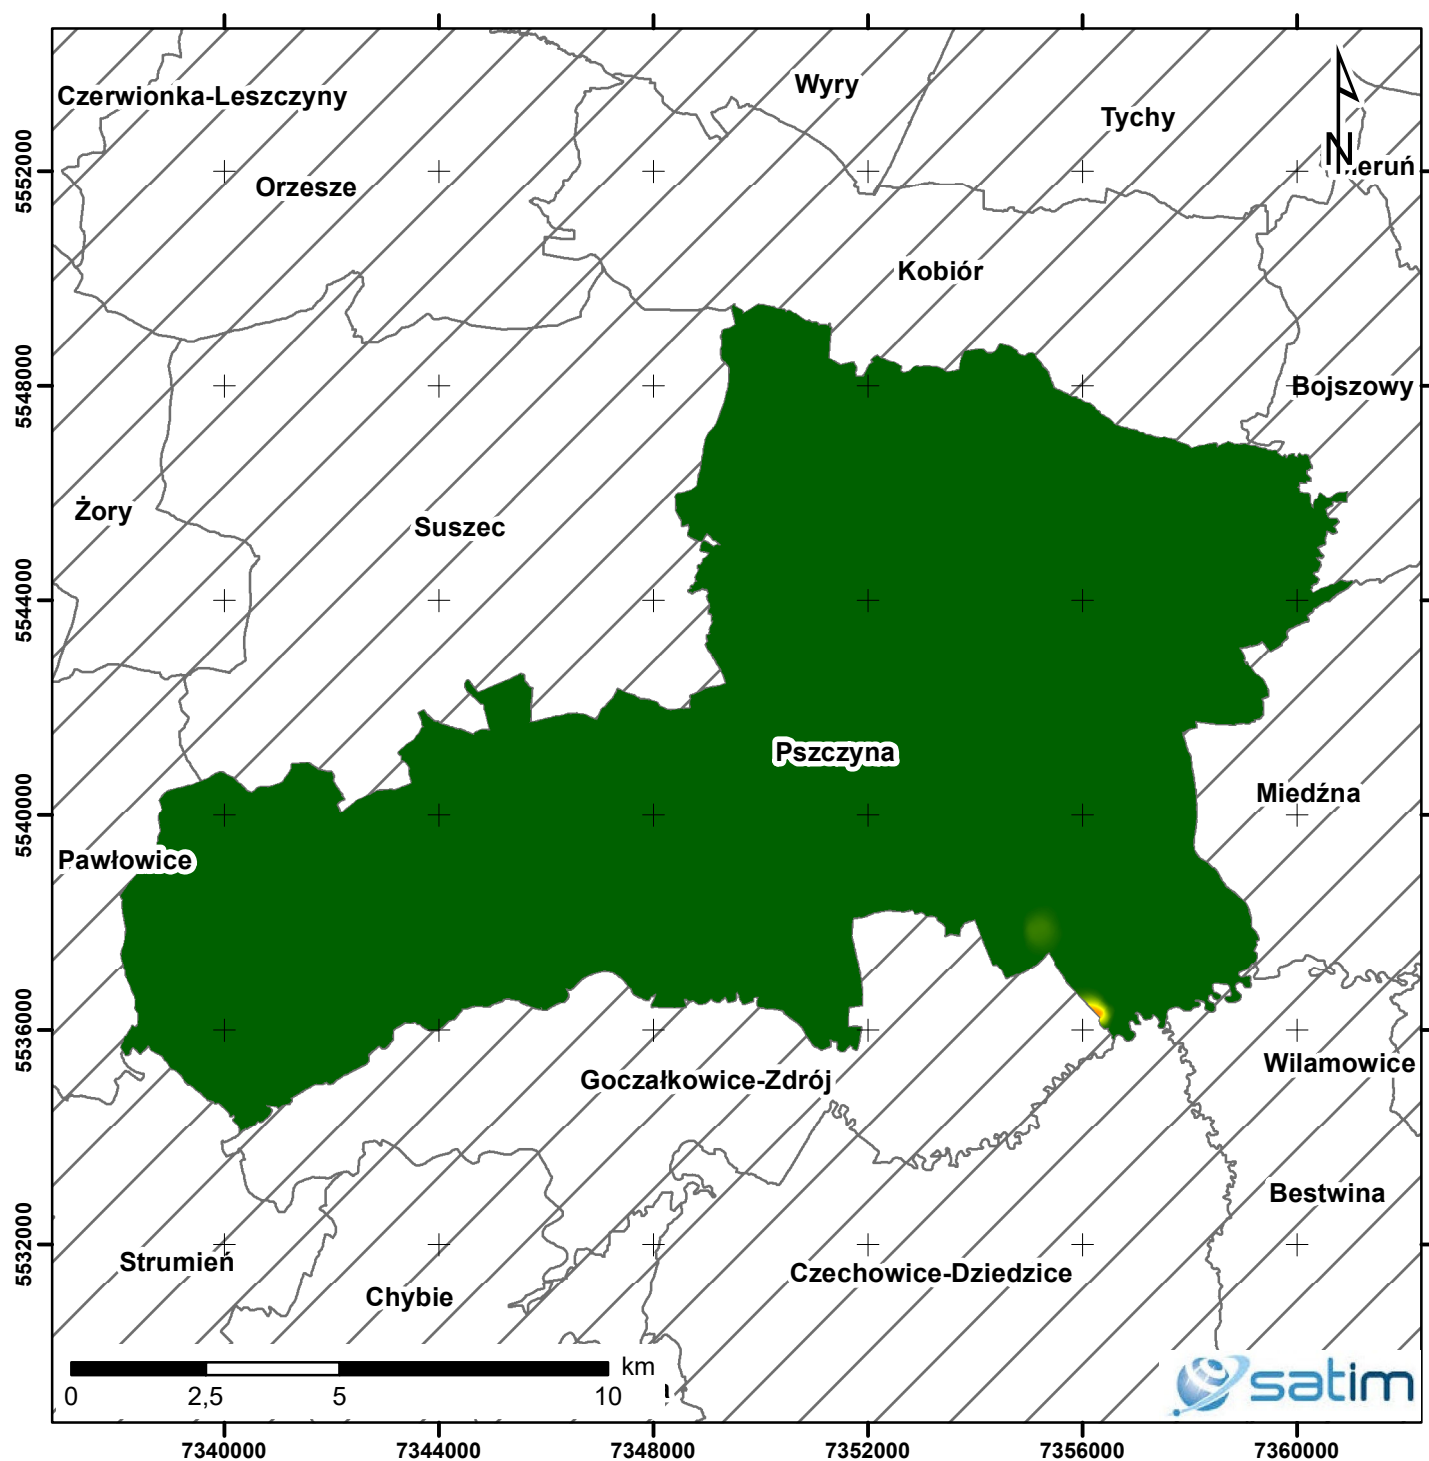 Wyry
Czerwionka-Leszczyny
Tychy
N
eruń
Orzesze
Kobiór
Bojszowy
Żory
Suszec
Pszczyna
Miedźna
Pawłowice
Wilamowice
Goczałkowice-Zdrój
Bestwina
Strumień
Czechowice-Dziedzice
Chybie
km
0 2,5 5 10
satim
5552000
5548000
5544000
5540000
5536000
5532000
7340000 7344000 7348000 7352000 7356000 7360000